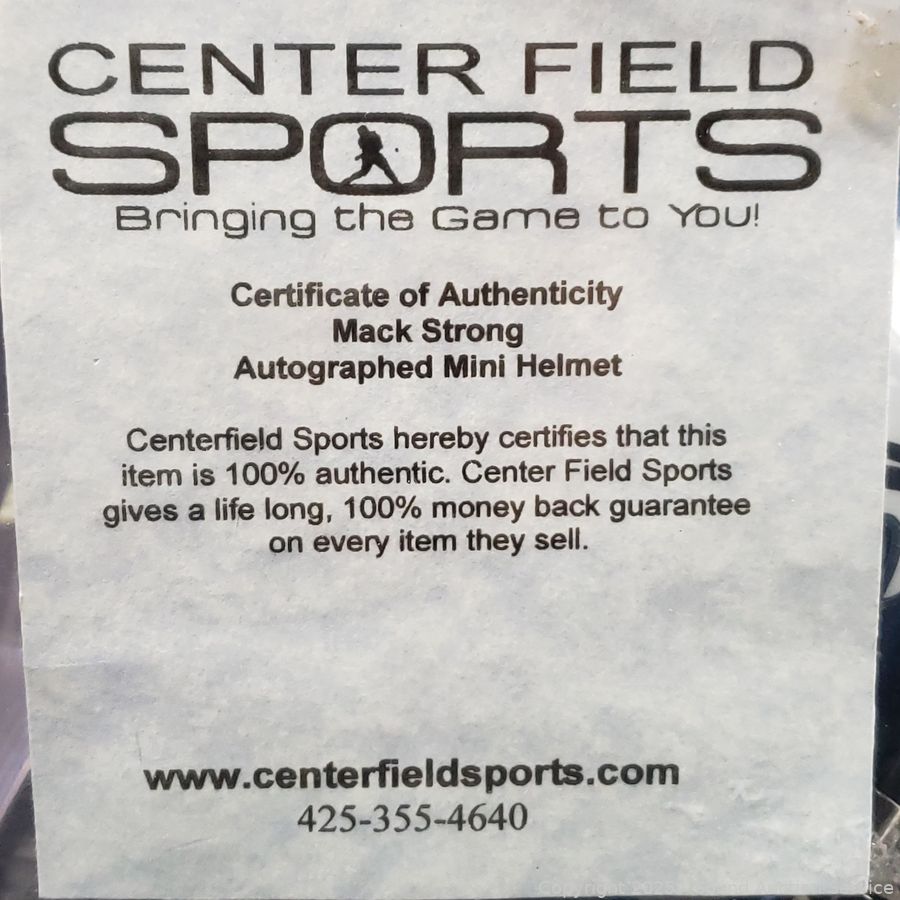 CENTER FIELD
SPORTS
Bringing the Game to You!
Certificate of Authenticity
Mack Strong
Autographed Mini Helmet
Centerfield Sports hereby certifies that this
item is 100% authentic. Center Field Sports
gives a life long, 100% money back guarantee
on every item they sell.
www.centerfieldsports.com
425-355-4640
Copyright